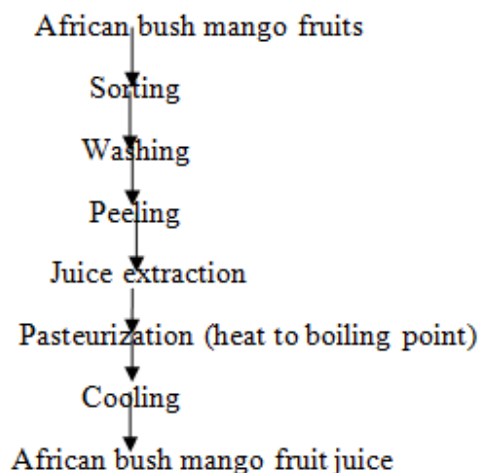 African bush mango fruits
Sorting
Washing
Peeling
Juice extraction
Pasteurization (heat to boiling point)
Cooling
African bush mango fruit juice